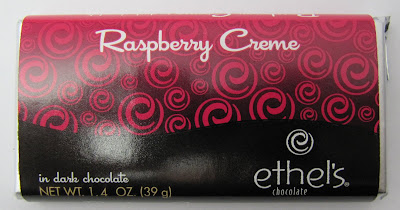 Raspberry Creme
in dark chocolate
NET WT. 1.4 OZ. (39 g)
ethel's®
chocolate